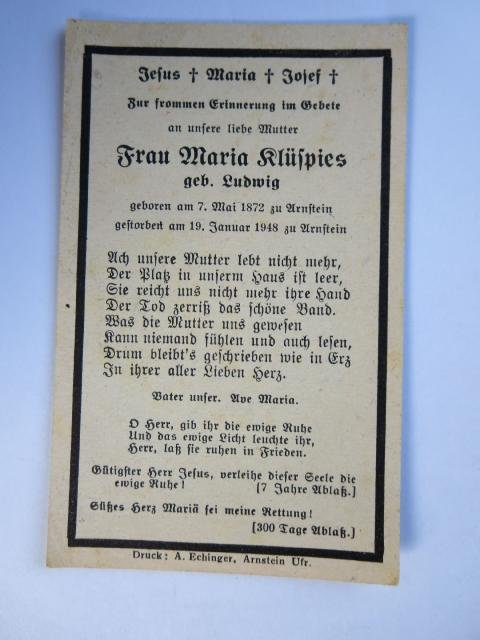 Jesus † Maria † Josef †
Zur frommen Erinnerung im Gebete
an unsere liebe Mutter
Frau Maria Klüspies
geb. Ludwig
geboren am 7. Mai 1872 zu Arnstein
gestorben am 19. Januar 1948 zu Arnstein
Ach unsere Mutter lebt nicht mehr,
Der Platz in unserm Haus ist leer,
Sie reicht uns nicht mehr ihre Hand
Der Tod zerriß das schöne Band.
Was die Mutter uns gewesen
Kann niemand fühlen und auch lesen,
Drum bleibt's geschrieben wie in Erz
In ihrer aller Lieben Herz.
Vater unser. Ave Maria.
O Herr, gib ihr die ewige Ruhe
Und das ewige Licht leuchte ihr,
Herr, laß sie ruhen in Frieden.
Gütigster Herr Jesus, verleihe dieser Seele die
ewige Ruhe! [7 Jahre Ablaß.]
Süßes Herz Mariä sei meine Rettung!
[300 Tage Ablaß.]
Druck: A. Echinger, Arnstein Ufr.